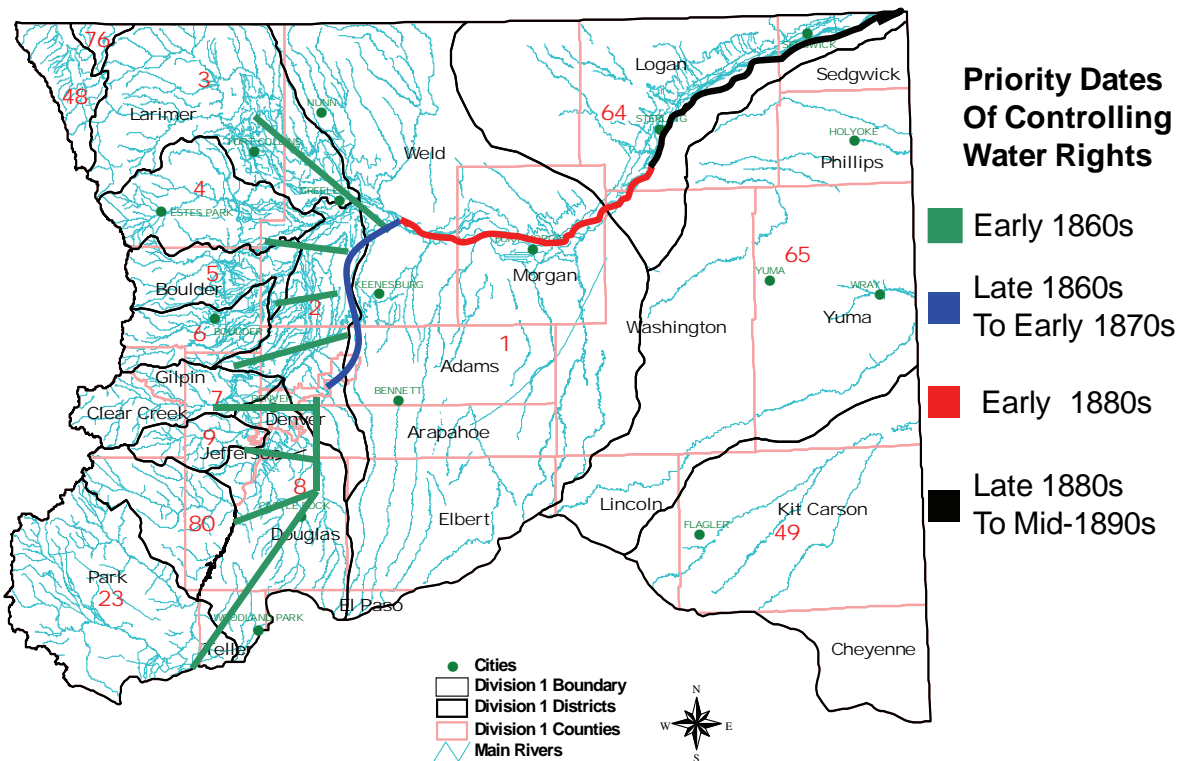 76
3
48
Larimer
NUNN
FORT COLLINS
Weld
Logan
64
STERLING
Sedgwick
HOLYOKE
Phillips
4
ESTES PARK
5
Boulder
BOULDER
6
2
KEENESBURG
Morgan
65
YUMA
WRAY
Yuma
Washington
Gilpin
7
Clear Creek
DENVER
Denver
1
Adams
BENNETT
Arapahoe
9
Jefferson
8
80
Douglas
Elbert
Lincoln
FLAGLER
Kit Carson
49
Park
23
El Paso
WOODLAND PARK
Teller
Cheyenne
Priority Dates
Of Controlling
Water Rights
Early 1860s
Late 1860s
To Early 1870s
Early 1880s
Late 1880s
To Mid-1890s
Cities
Division 1 Boundary
Division 1 Districts
Division 1 Counties
Main Rivers
N
W
E
S